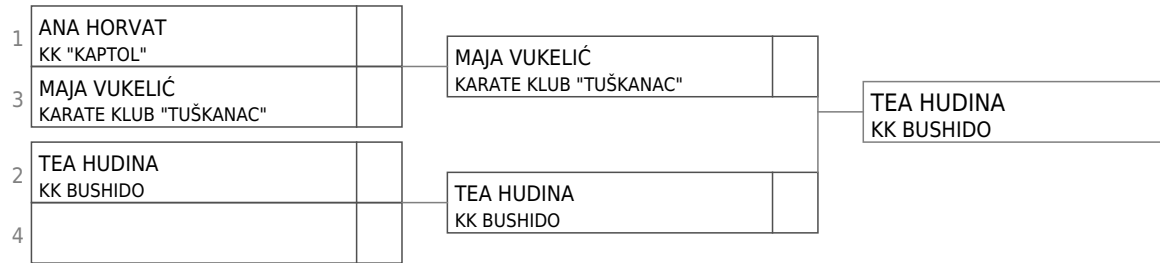 1
ANA HORVAT
KK "KAPTOL"
3
MAJA VUKELIĆ
KARATE KLUB "TUŠKANAC"
2
TEA HUDINA
KK BUSHIDO
4
MAJA VUKELIĆ
KARATE KLUB "TUŠKANAC"
TEA HUDINA
KK BUSHIDO
TEA HUDINA
KK BUSHIDO